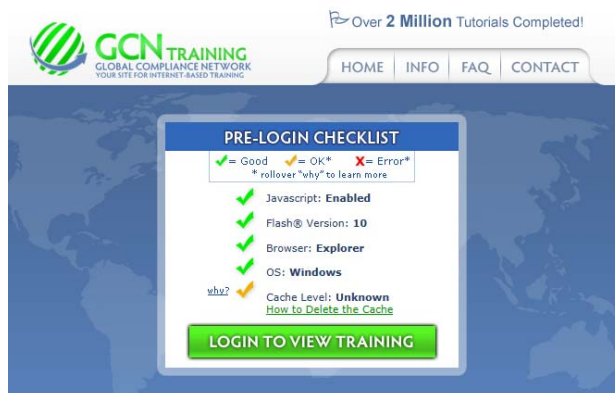 Over 2 Million Tutorials Completed!
GCN TRAINING
GLOBAL COMPLIANCE NETWORK
YOUR SITE FOR INTERNET-BASED TRAINING
HOME INFO FAQ CONTACT
PRE-LOGIN CHECKLIST
= Good = OK* X= Error*
* rollover "why" to learn more
Javascript: Enabled
Flash® Version: 10
Browser: Explorer
OS: Windows
why? Cache Level: Unknown
How to Delete the Cache
LOGIN TO VIEW TRAINING